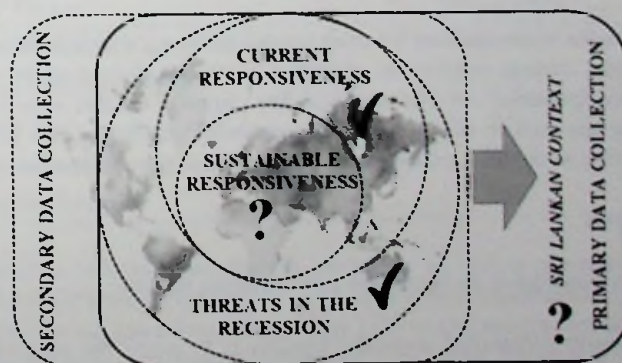 SECONDARY DATA COLLECTION
CURRENT
RESPONSIVENESS
SUSTAINABLE
RESPONSIVENESS
?
THREATS IN THE
RECESSION
? SRI LANKAN CONTEXT
PRIMARY DATA COLLECTION